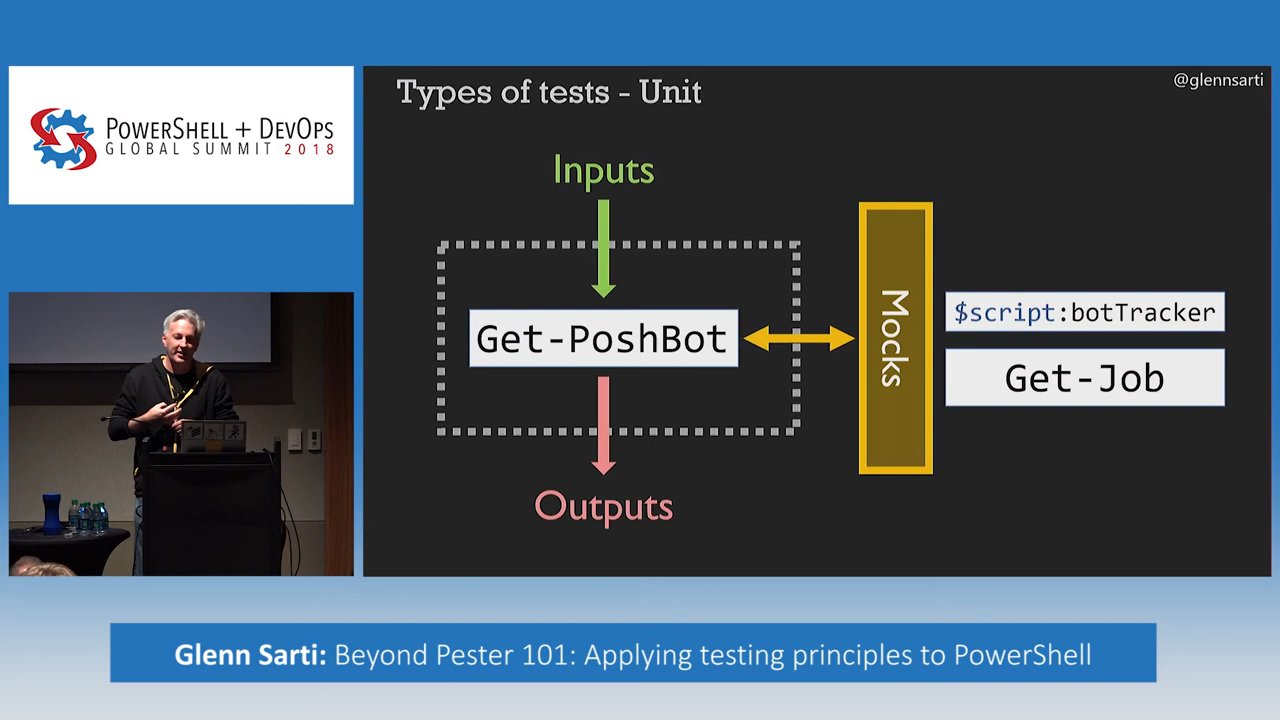 POWERSHELL + DEVOPS
GLOBAL SUMMIT 2018
Types of tests - Unit
@glennsarti
Inputs
Get-PoshBot
Mocks
$script:botTracker
Get-Job
Outputs
Glenn Sarti: Beyond Pester 101: Applying testing principles to PowerShell